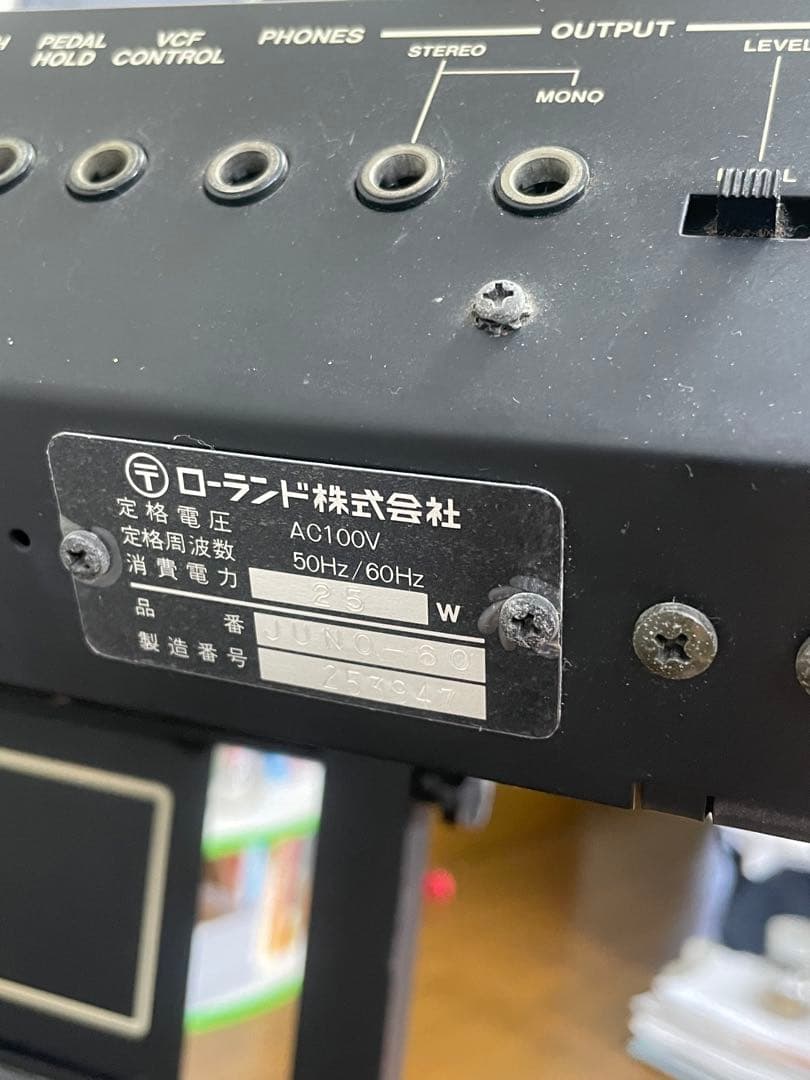 PEDAL HOLD
VCF CONTROL
PHONES
OUTPUT
STEREO
MONO
LEVEL
〒 ローランド株式会社
定格電圧 AC100V
定格周波数 50Hz/60Hz
消費電力 25 W
品番 JUNO-60
製造番号